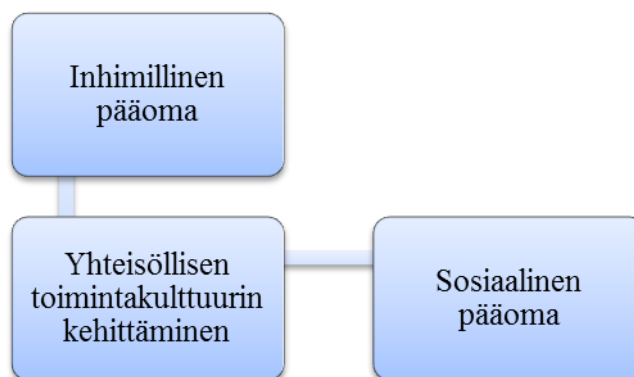 Inhimillinen
pääoma
Yhteisöllisen
toimintakulttuurin
kehittäminen
Sosiaalinen
pääoma